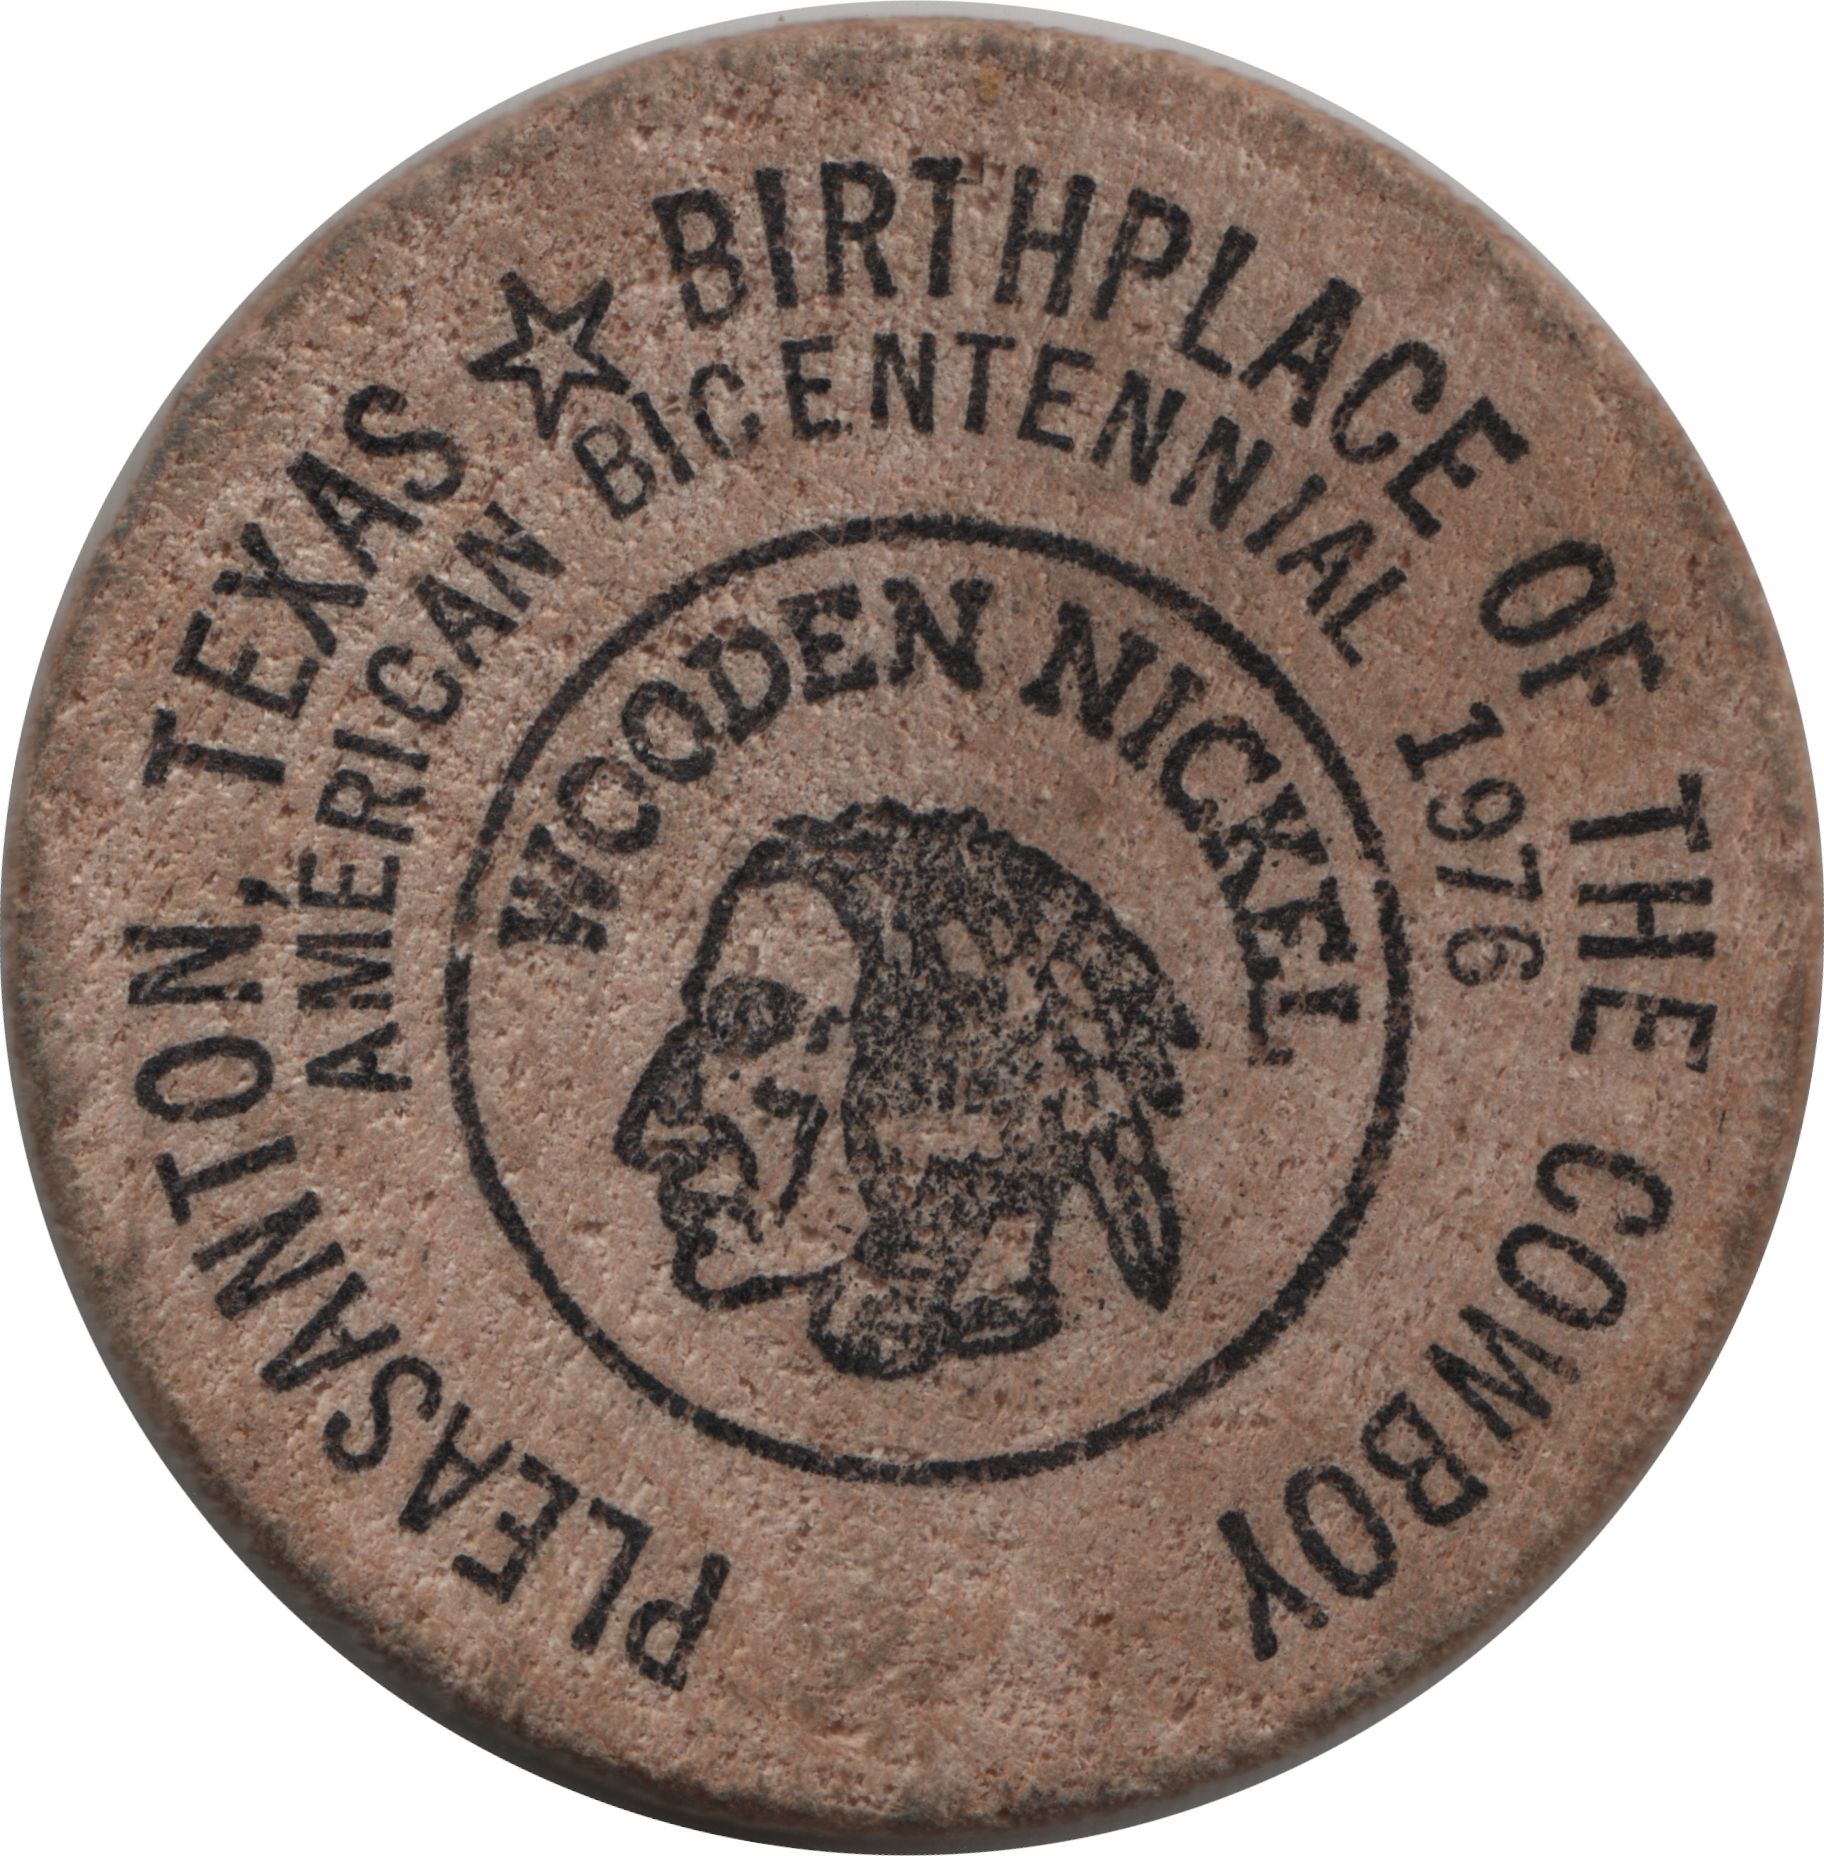 PLEASANTON, TEXAS ☆ BIRTHPLACE OF THE COWBOY
AMERICAN BICENTENNIAL 1976
WOODEN NICKEL